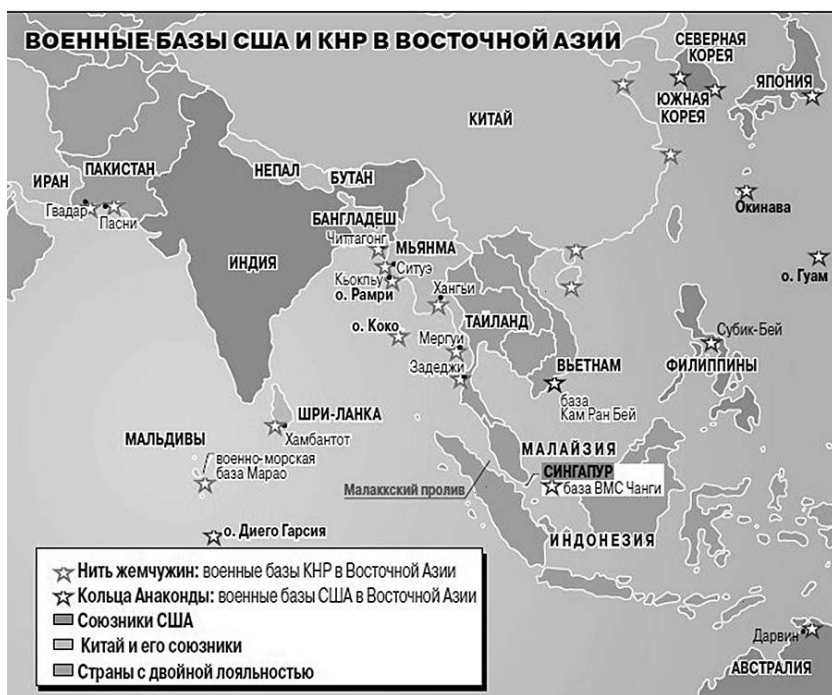 ВОЕННЫЕ БАЗЫ США И КНР В ВОСТОЧНОЙ АЗИИ
СЕВЕРНАЯ
КОРЕЯ
ЯПОНИЯ
ЮЖНАЯ
КОРЕЯ
КИТАЙ
ПАКИСТАН
ИРАН
НЕПАЛ
БУТАН
Гвадар
Пасни
БАНГЛАДЕШ
Читтагонг
МЬЯНМА
Окинава
ИНДИЯ
Ситуэ
Кьокпьу
о. Рамри
Хангьи
о. Гуам
о. Коко
ТАИЛАНД
Мергуи
Задеджи
Субик-Бей
ФИЛИППИНЫ
ВЬЕТНАМ
база
Кам Ран Бей
ШРИ-ЛАНКА
Хамбантот
МАЛЬДИВЫ
военно-морская
база Марао
МАЛАЙЗИЯ
СИНГАПУР
база ВМС Чанги
Малаккский пролив
о. Диего Гарсия
ИНДОНЕЗИЯ
Нить жемчужин: военные базы КНР в Восточной Азии
Кольца Анаконды: военные базы США в Восточной Азии
Союзники США
Китай и его союзники
Страны с двойной лояльностью
Дарвин
АВСТРАЛИЯ